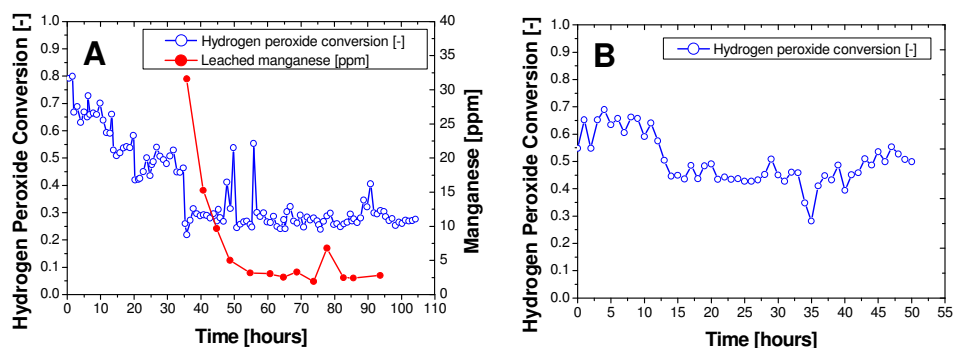 A
Hydrogen peroxide conversion [-]
Leached manganese [ppm]
Hydrogen Peroxide Conversion [-]
1.0
0.9
0.8
0.7
0.6
0.5
0.4
0.3
0.2
0.1
0.0
40
35
30
25
20
15
10
5
0
Manganese [ppm]
0 10 20 30 40 50 60 70 80 90 100 110
Time [hours]
B
Hydrogen peroxide conversion [-]
Hydrogen Peroxide Conversion [-]
1.0
0.9
0.8
0.7
0.6
0.5
0.4
0.3
0.2
0.1
0.0
0 5 10 15 20 25 30 35 40 45 50 55
Time [hours]